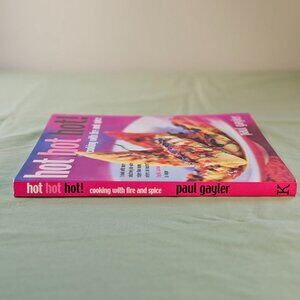 hot hot hot!
cooking with fire and spice
paul gayler
hot hot hot! cooking with fire and spice paul gayler K